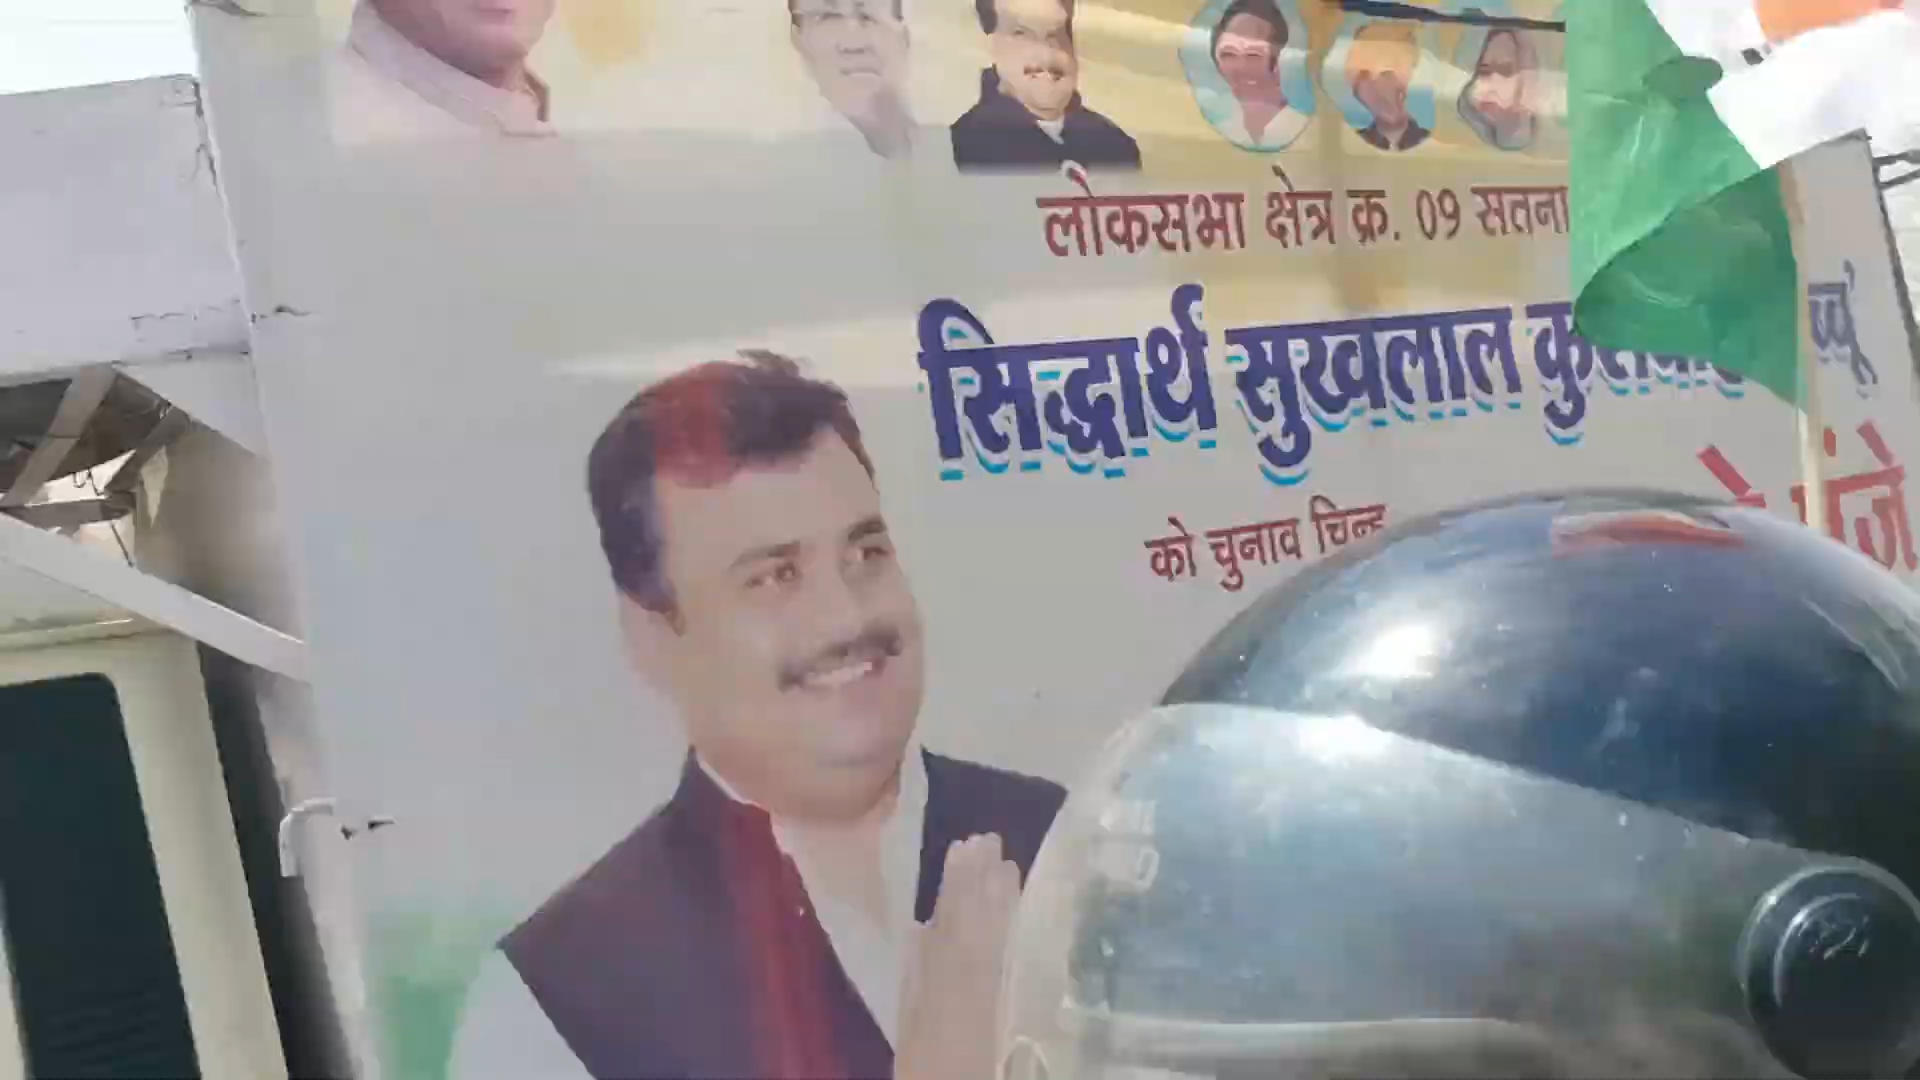 लोकसभा क्षेत्र क्र. 09 सतना
सिद्धार्थ सुखलाल
को चुनाव चिन्ह
पंजे